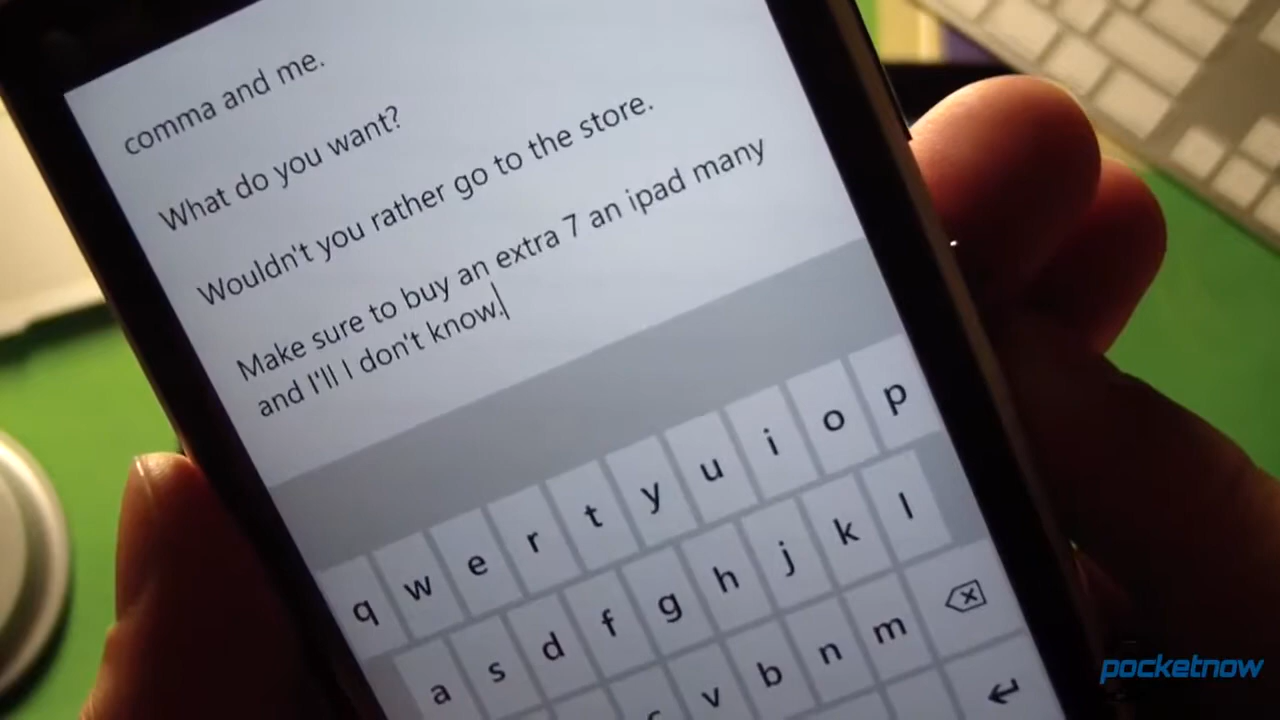 comma and me.
What do you want?
Wouldn't you rather go to the store.
Make sure to buy an extra 7 an ipad many
and I'll I don't know.
q w e r t y u i o p
a s d f g h j k l
c v b n m
pocketnow